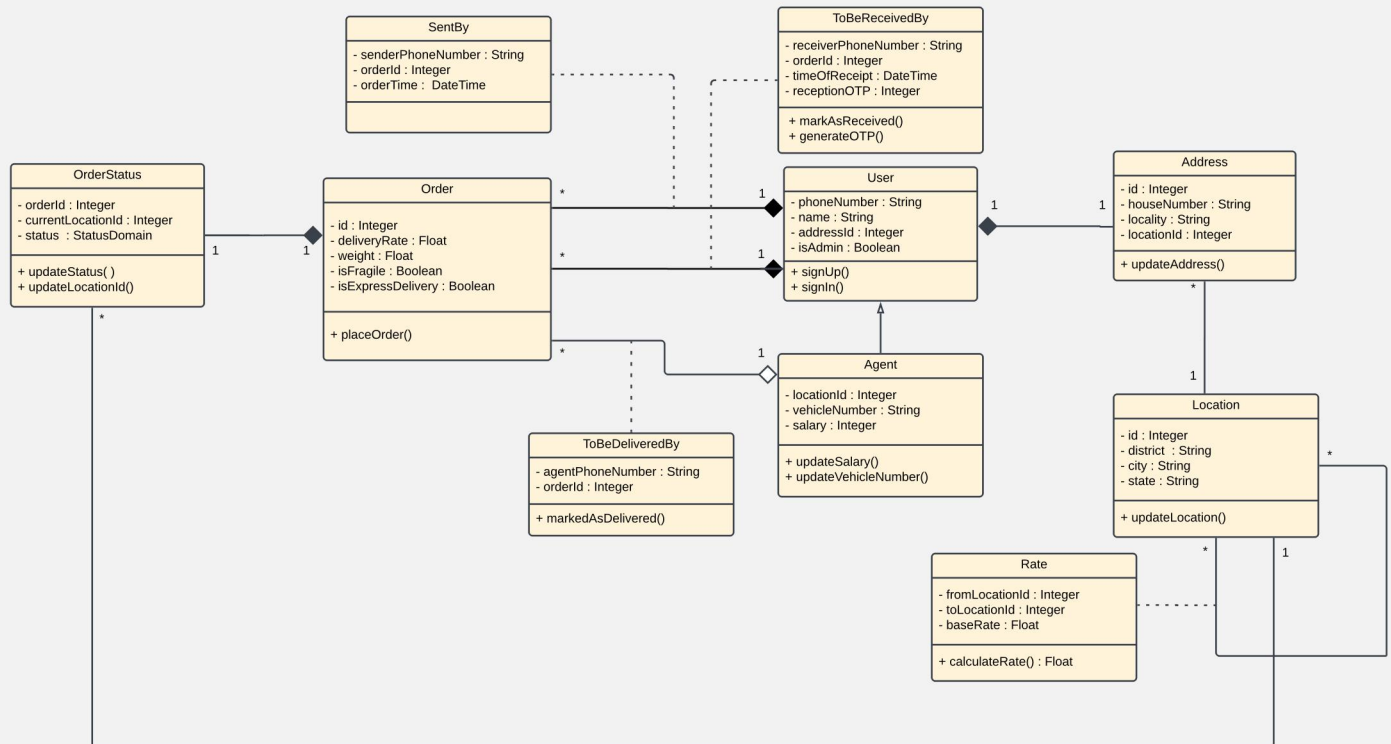 SentBy
- senderPhoneNumber : String
- orderId : Integer
- orderTime : DateTime
ToBeReceivedBy
- receiverPhoneNumber : String
- orderId : Integer
- timeOfReceipt : DateTime
- receptionOTP : Integer
+ markAsReceived()
+ generateOTP()
OrderStatus
- orderId : Integer
- currentLocationId : Integer
- status : StatusDomain
+ updateStatus( )
+ updateLocationId()
1
1
*
Order
- id : Integer
- deliveryRate : Float
- weight : Float
- isFragile : Boolean
- isExpressDelivery : Boolean
+ placeOrder()
*
1
*
1
*
1
User
- phoneNumber : String
- name : String
- addressId : Integer
- isAdmin : Boolean
+ signUp()
+ signIn()
1
1
Address
- id : Integer
- houseNumber : String
- locality : String
- locationId : Integer
+ updateAddress()
*
1
Agent
- locationId : Integer
- vehicleNumber : String
- salary : Integer
+ updateSalary()
+ updateVehicleNumber()
ToBeDeliveredBy
- agentPhoneNumber : String
- orderId : Integer
+ markedAsDelivered()
Location
- id : Integer
- district : String
- city : String
- state : String
+ updateLocation()
*
*
1
Rate
- fromLocationId : Integer
- toLocationId : Integer
- baseRate : Float
+ calculateRate() : Float